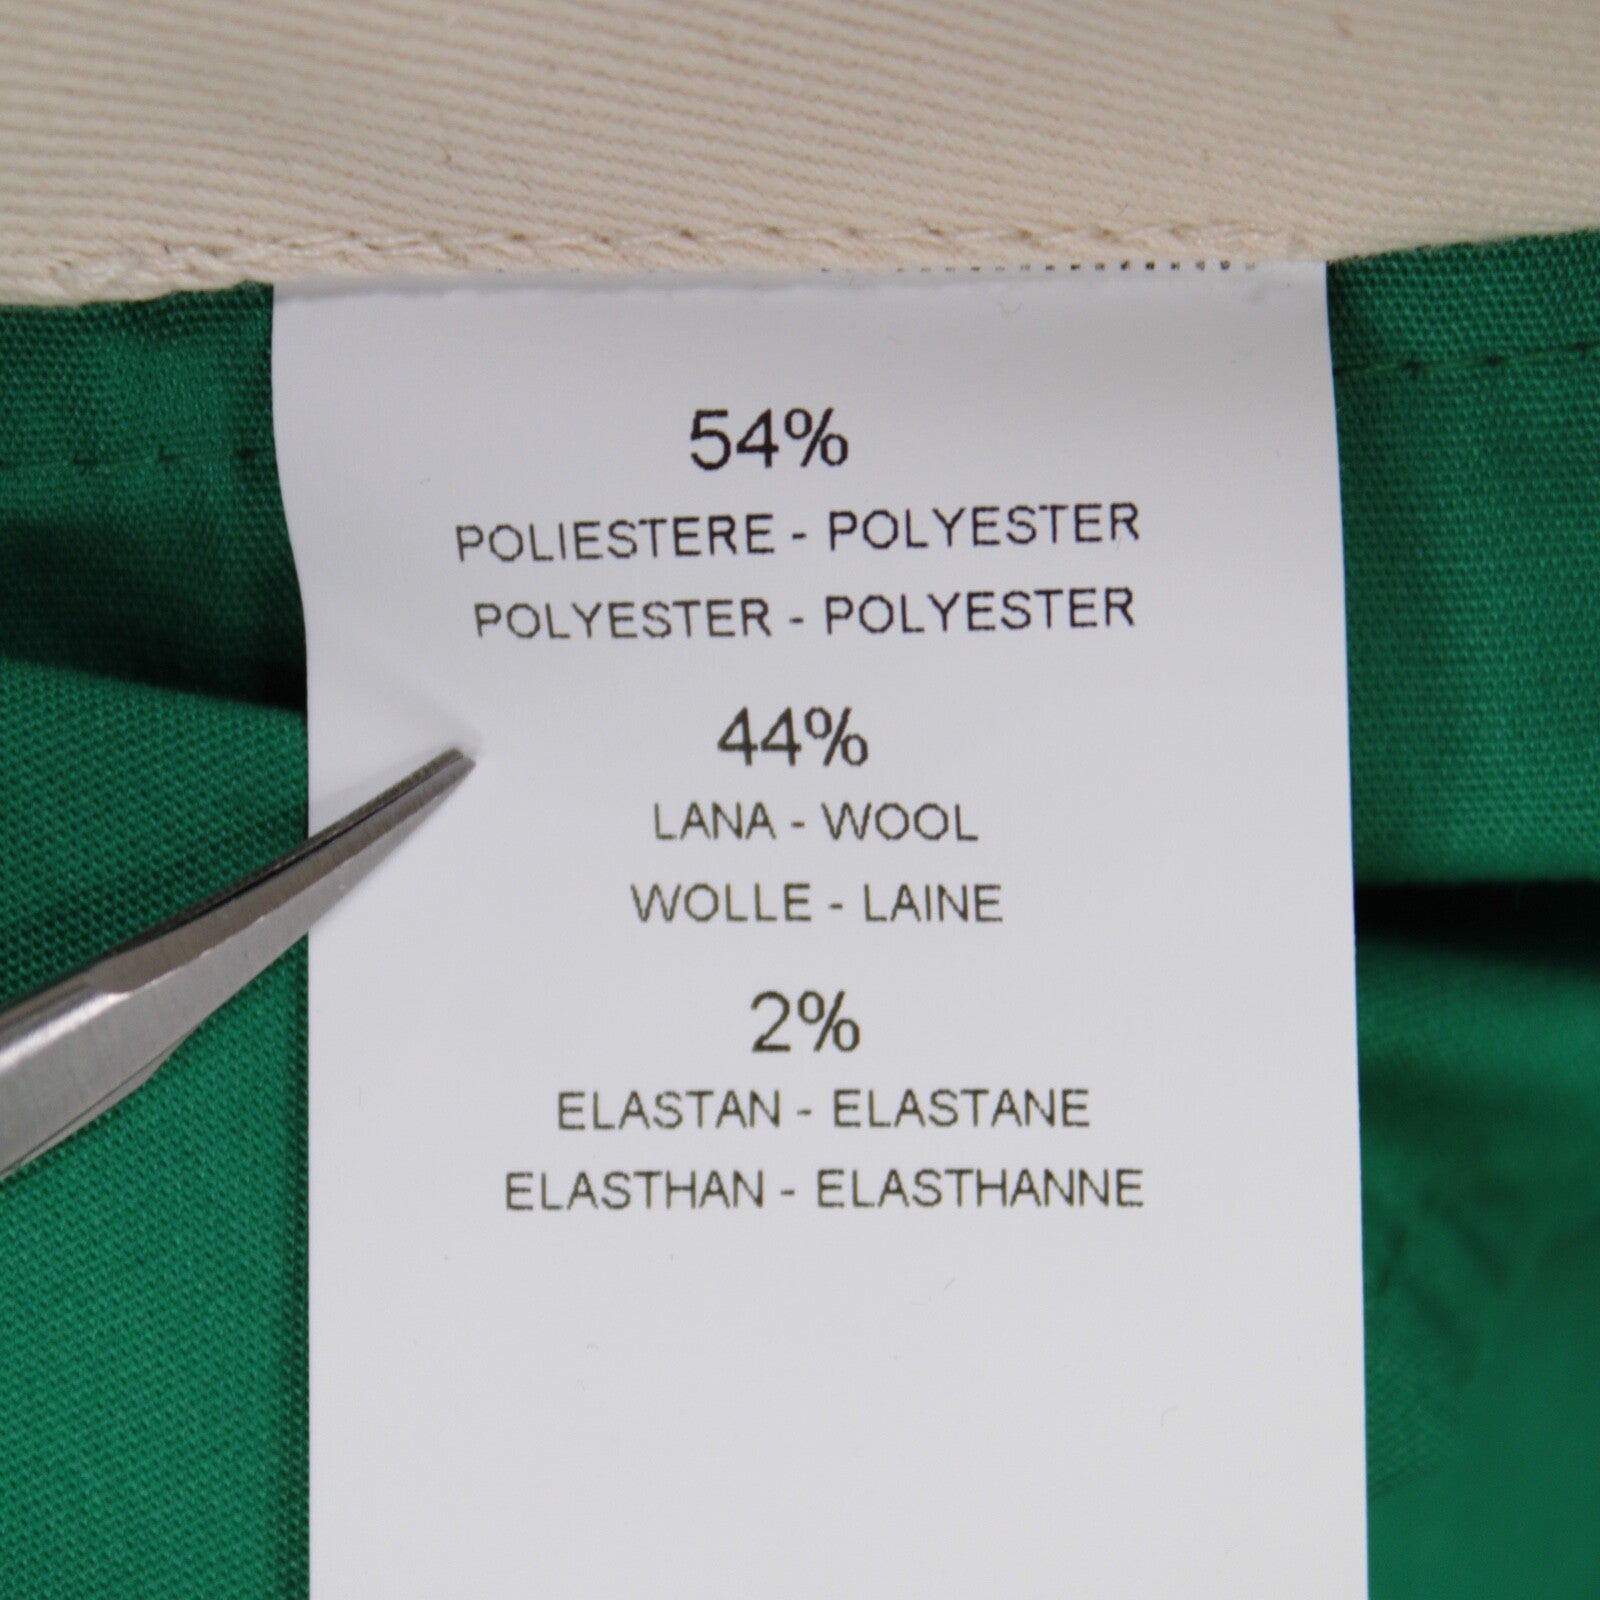 54%
POLIESTERE - POLYESTER
POLYESTER - POLYESTER
44%
LANA - WOOL
WOLLE - LAINE
2%
ELASTAN - ELASTANE
ELASTHAN - ELASTHANNE